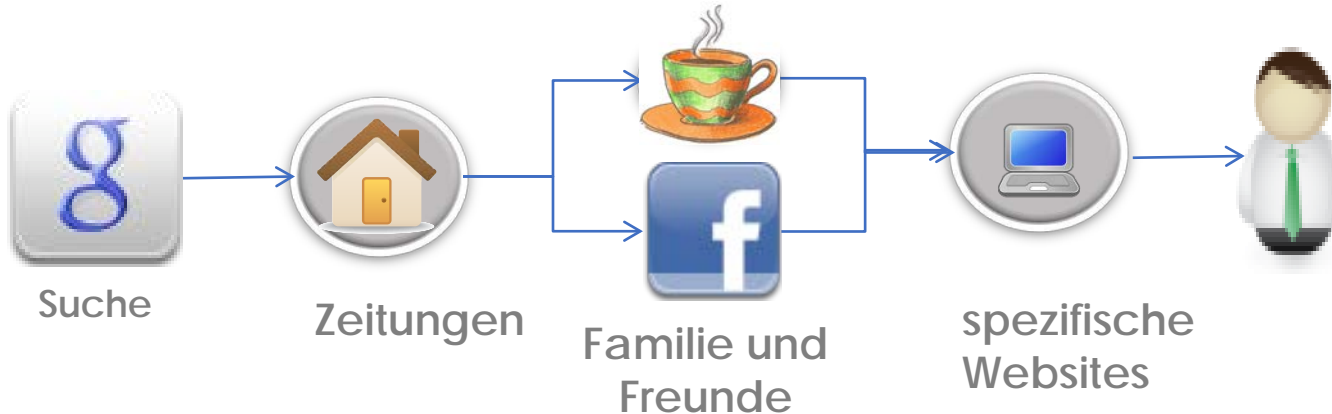 g
f
Suche
Zeitungen
Familie und
Freunde
spezifische
Websites